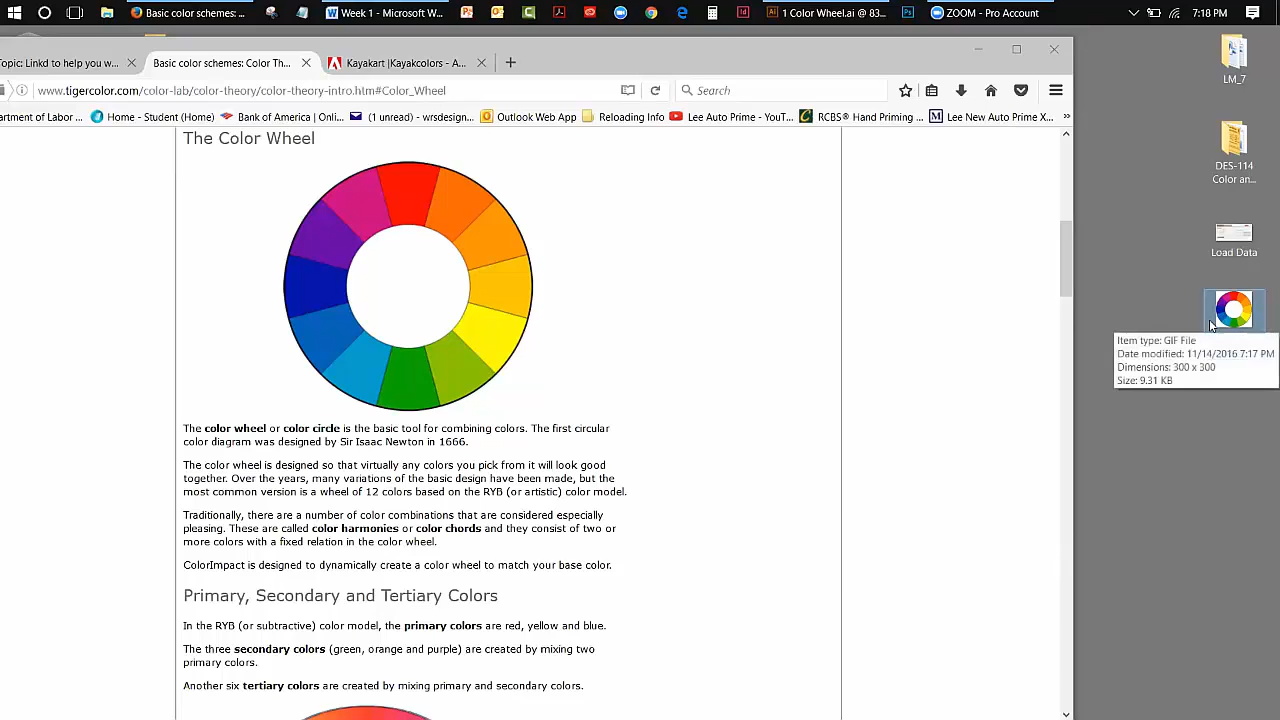 Basic color schemes: ...
Week 1 - Microsoft W...
1 Color Wheel.ai @ 83...
ZOOM - Pro Account
7:18 PM
Topic: Linkd to help you w...
Basic color schemes: Color Th...
Kayakart |Kayakcolors - A...
www.tigercolor.com/color-lab/color-theory/color-theory-intro.htm#Color_Wheel
Search
artment of Labor ...
Home - Student (Home)
Bank of America | Onli...
(1 unread) - wrsdesign...
Outlook Web App
Reloading Info
Lee Auto Prime - YouT...
RCBS® Hand Priming ...
Lee New Auto Prime X...
The Color Wheel
The color wheel or color circle is the basic tool for combining colors. The first circular
color diagram was designed by Sir Isaac Newton in 1666.
The color wheel is designed so that virtually any colors you pick from it will look good
together. Over the years, many variations of the basic design have been made, but the
most common version is a wheel of 12 colors based on the RYB (or artistic) color model.
Traditionally, there are a number of color combinations that are considered especially
pleasing. These are called color harmonies or color chords and they consist of two or
more colors with a fixed relation in the color wheel.
ColorImpact is designed to dynamically create a color wheel to match your base color.
Primary, Secondary and Tertiary Colors
In the RYB (or subtractive) color model, the primary colors are red, yellow and blue.
The three secondary colors (green, orange and purple) are created by mixing two
primary colors.
Another six tertiary colors are created by mixing primary and secondary colors.
LM_7
DES-114
Color an...
Load Data
Item type: GIF File
Date modified: 11/14/2016 7:17 PM
Dimensions: 300 x 300
Size: 9.31 KB